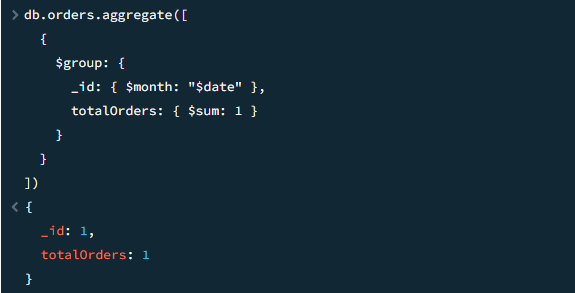 > db.orders.aggregate([
  {
    $group: {
      _id: { $month: "$date" },
      totalOrders: { $sum: 1 }
    }
  }
])
< {
  _id: 1,
  totalOrders: 1
}